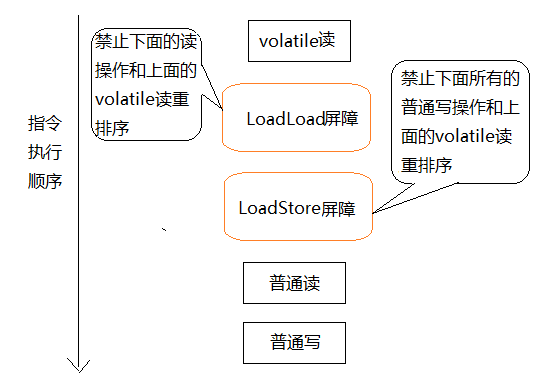 禁止下面的读
操作和上面的
volatile读重
排序
volatile读
禁止下面所有的
普通写操作和上
面的volatile读
重排序
指令
执行
顺序
LoadLoad屏障
LoadStore屏障
普通读
普通写